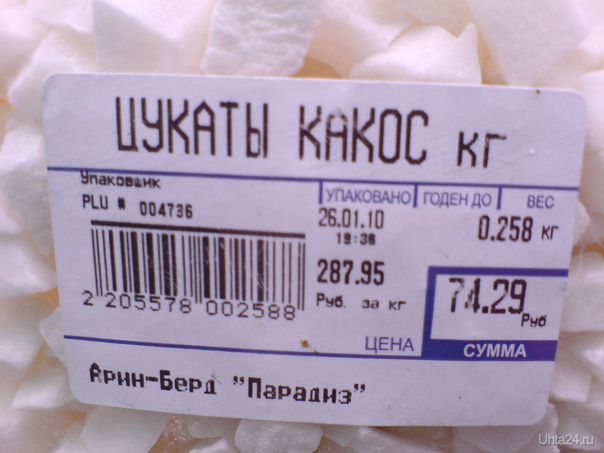 ЦУКАТЫ КАКОС кг
Упаковщик
PLU # 004736
УПАКОВАНО ГОДЕН ДО ВЕС
26.01.10 0.258 кг
19:36
287.95
Руб. за кг
74.29 Руб
2 205578 002588
ЦЕНА СУММА
Арин-Берд "Парадиз"
Uhta24.ru